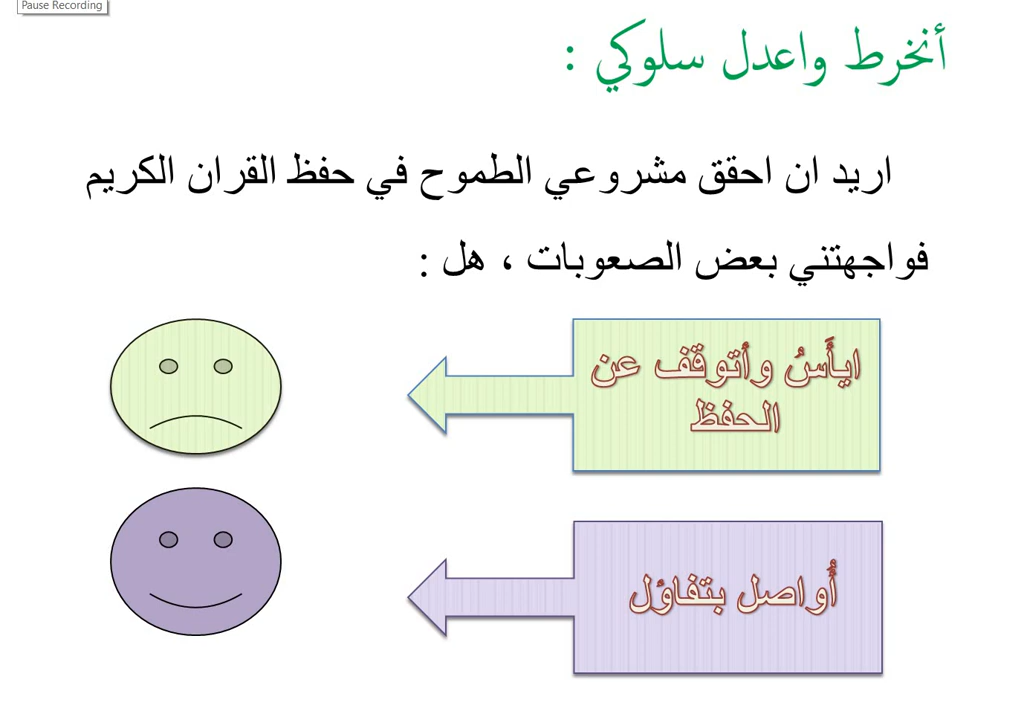 Pause Recording
أنخرط واعدل سلوكي :
اريد ان احقق مشروعي الطموح في حفظ القران الكريم
فواجهتني بعض الصعوبات ، هل :
ايأَسُ وأتوقف عن
الحفظ
أُواصل بتفاؤل